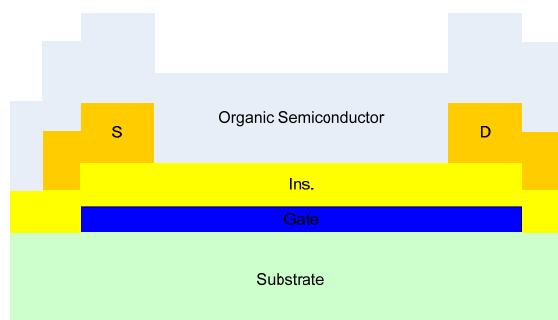 Organic Semiconductor
S
D
Ins.
Gate
Substrate